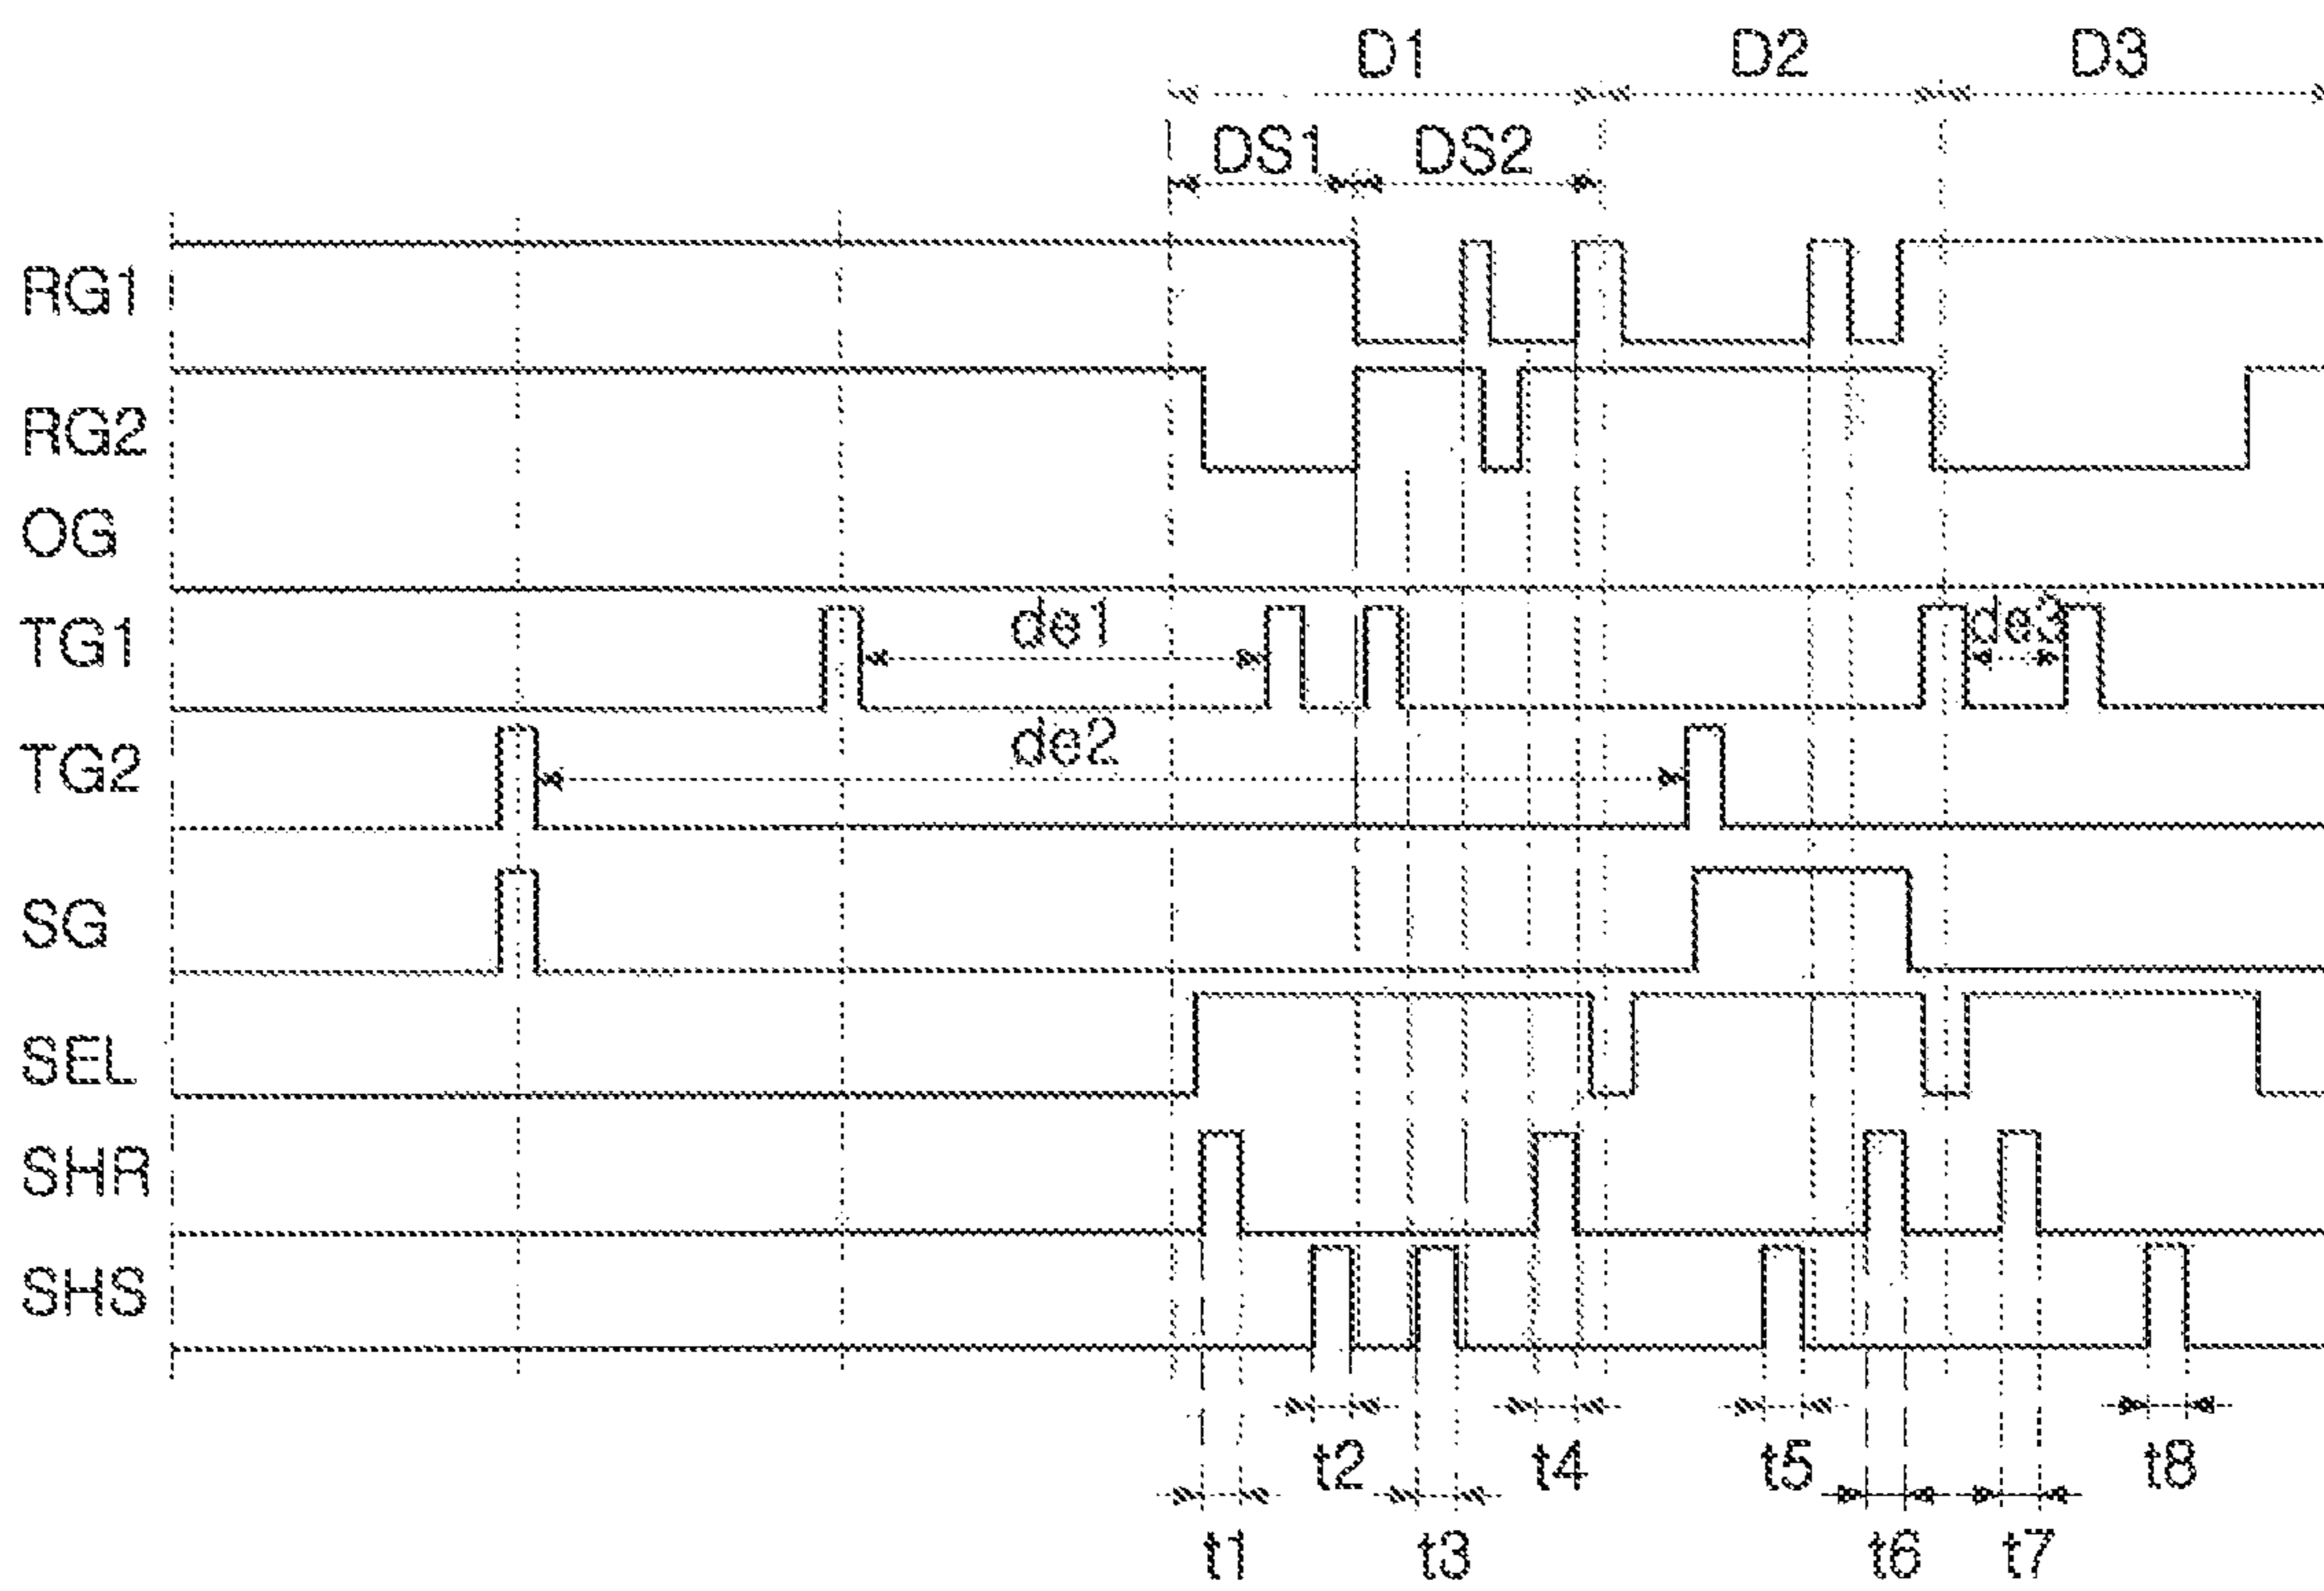 D1 D2 D3
DS1 DS2
RG1
RG2
OG
TG1 de1 de3
TG2 de2
SG
SEL
SHR
SHS
t2 t4 t5 t8
t1 t3 t6 t7